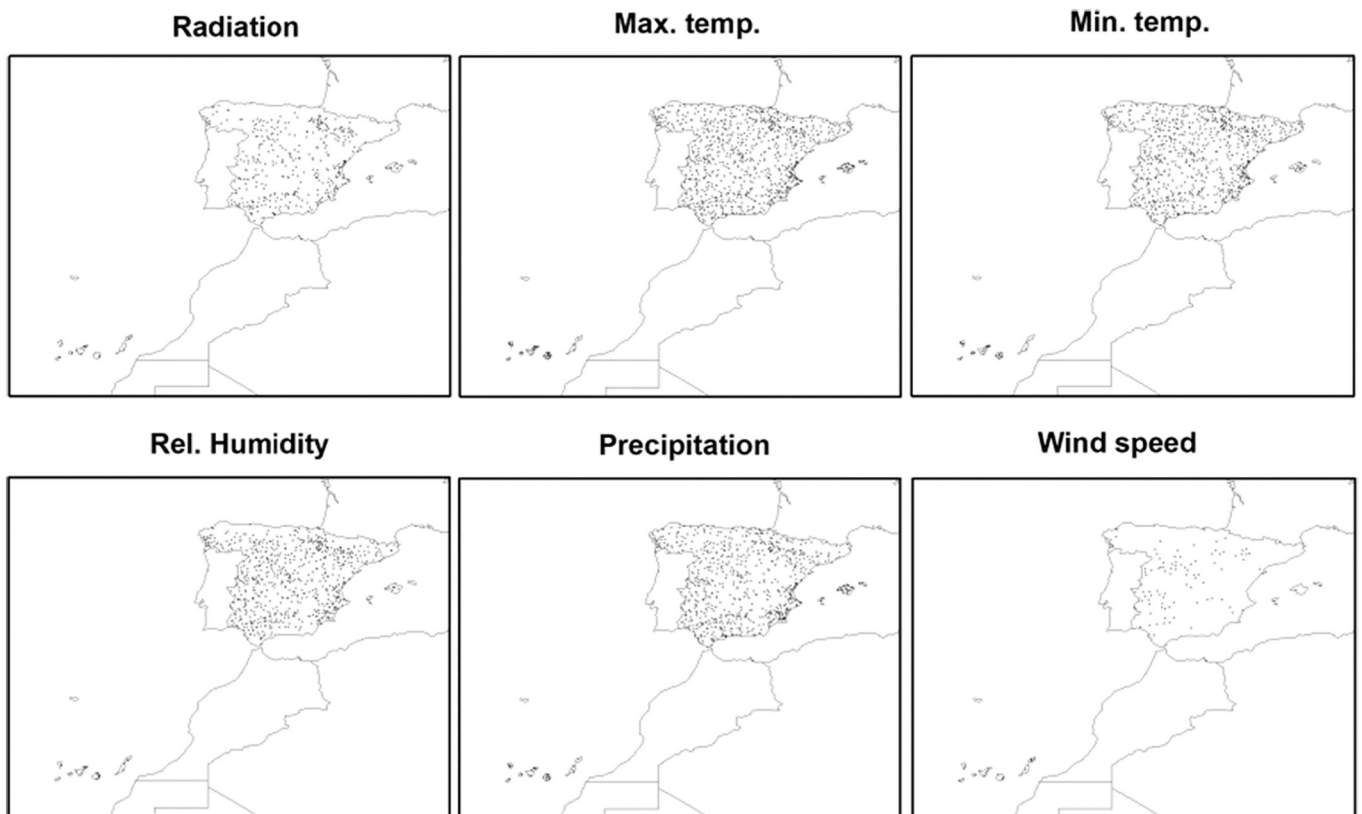 Radiation
Max. temp.
Min. temp.
Rel. Humidity
Precipitation
Wind speed